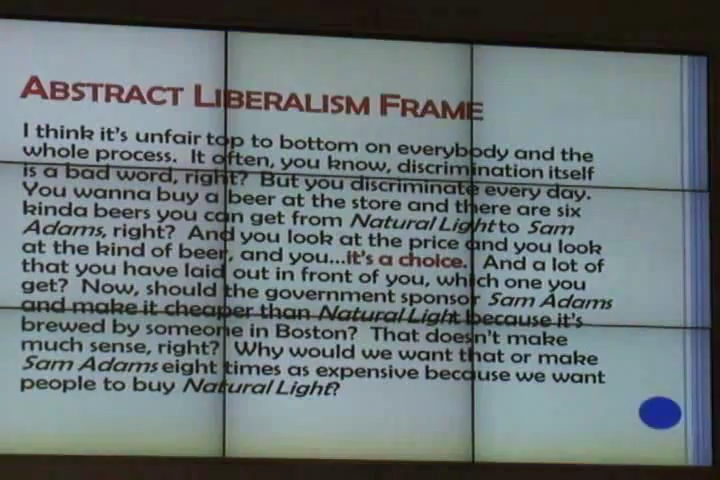 ABSTRACT LIBERALISM FRAME
I think it's unfair top to bottom on everybody and the
whole process. It often, you know, discrimination itself
is a bad word, right? But you discriminate every day.
You wanna buy a beer at the store and there are six
kinda beers you can get from Natural Light to Sam
Adams, right? And you look at the price and you look
at the kind of beer, and you...it's a choice. And a lot of
that you have laid out in front of you, which one you
get? Now, should the government sponsor Sam Adams
and make it cheaper than Natural Light because it's
brewed by someone in Boston? That doesn't make
much sense, right? Why would we want that or make
Sam Adams eight times as expensive because we want
people to buy Natural Light?